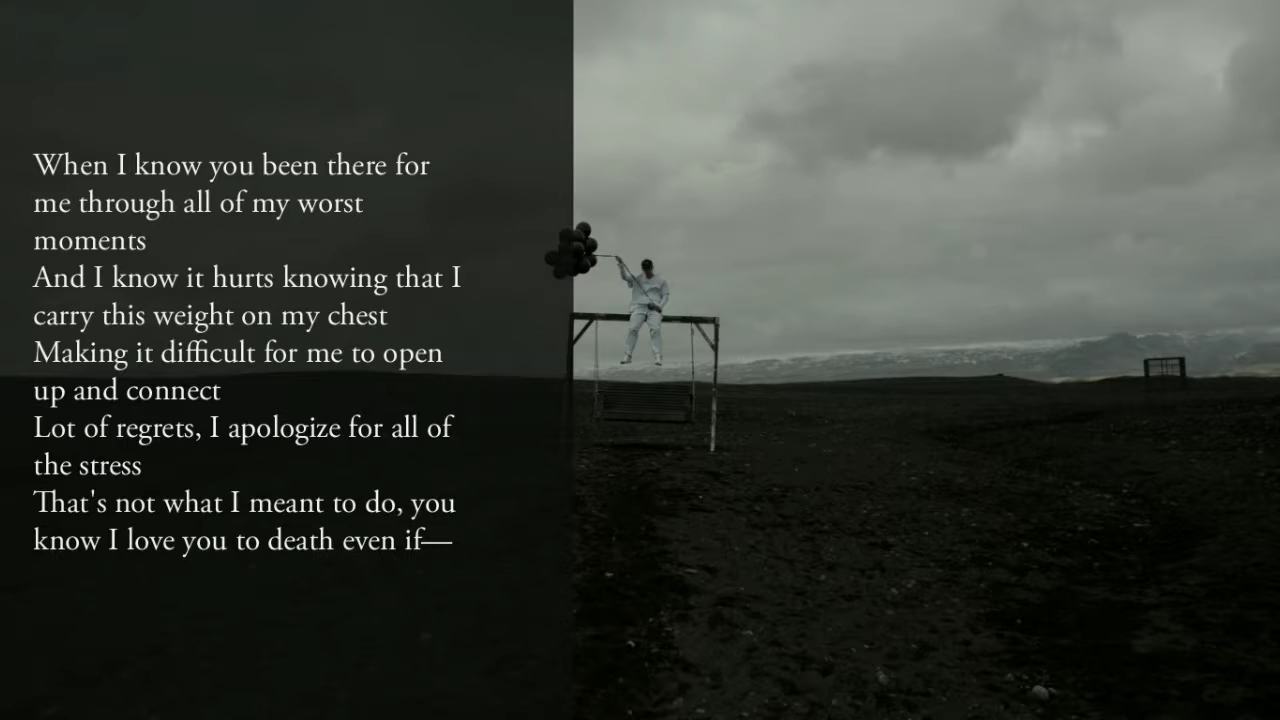 When I know you been there for
me through all of my worst
moments
And I know it hurts knowing that I
carry this weight on my chest
Making it difficult for me to open
up and connect
Lot of regrets, I apologize for all of
the stress
That's not what I meant to do, you
know I love you to death even if—